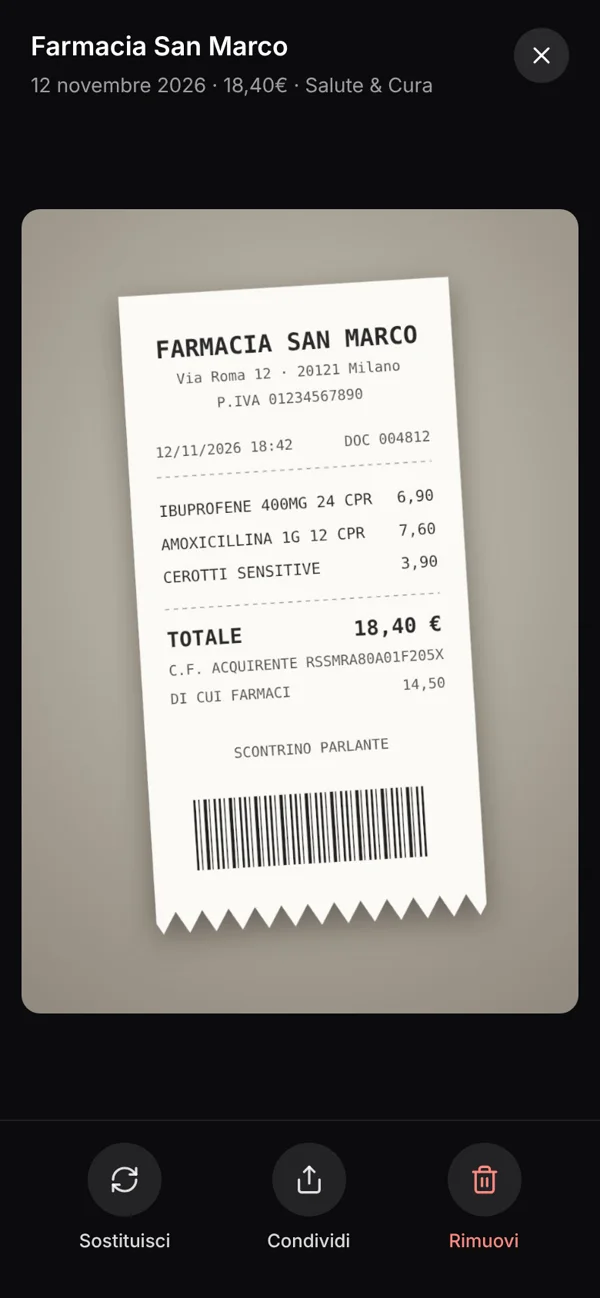 Farmacia San Marco
12 novembre 2026 · 18,40€ · Salute & Cura
FARMACIA SAN MARCO
Via Roma 12 · 20121 Milano
P.IVA 01234567890
12/11/2026 18:42 DOC 004812
IBUPROFENE 400MG 24 CPR 6,90
AMOXICILLINA 1G 12 CPR 7,60
CEROTTI SENSITIVE 3,90
TOTALE 18,40 €
C.F. ACQUIRENTE RSSMRA80A01F205X
DI CUI FARMACI 14,50
SCONTRINO PARLANTE
Sostituisci Condividi Rimuovi